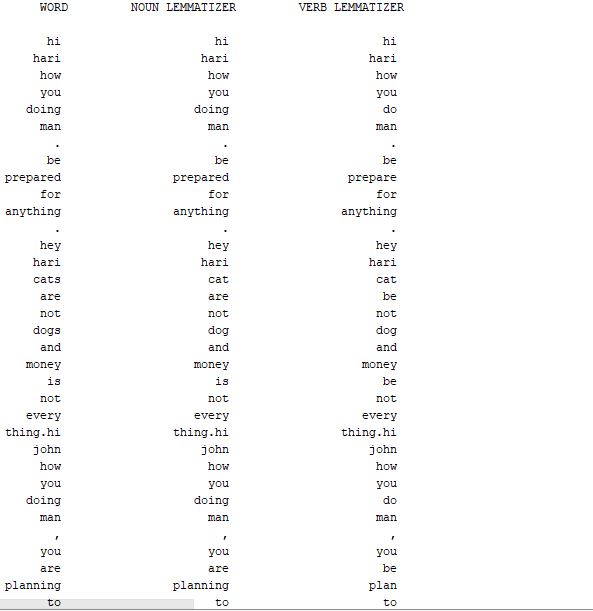 WORD NOUN LEMMATIZER VERB LEMMATIZER
hi hi hi
hari hari hari
how how how
you you you
doing doing do
man man man
. . .
be be be
prepared prepared prepare
for for for
anything anything anything
. . .
hey hey hey
hari hari hari
cats cat cat
are are be
not not not
dogs dog dog
and and and
money money money
is is be
not not not
every every every
thing.hi thing.hi thing.hi
john john john
how how how
you you you
doing doing do
man man man
, , ,
you you you
are are be
planning planning plan
to to to